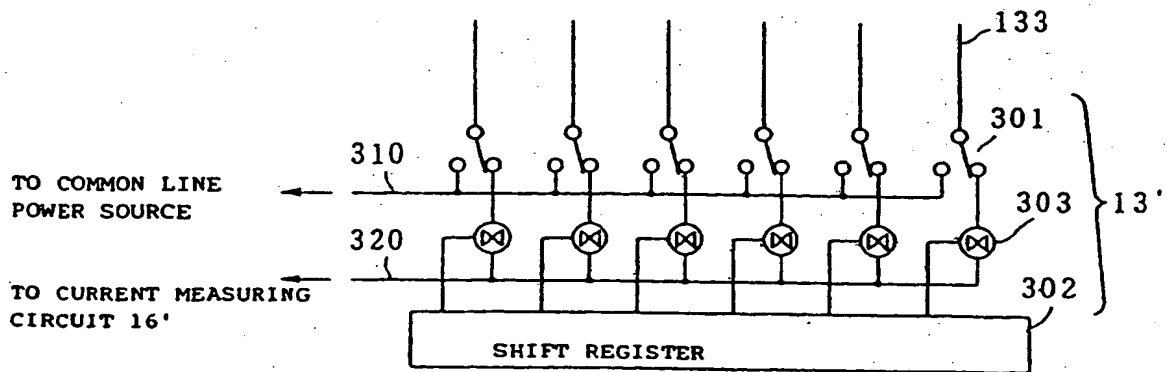 133
301
310
TO COMMON LINE
POWER SOURCE
13'
303
320
TO CURRENT MEASURING
CIRCUIT 16'
302
SHIFT REGISTER